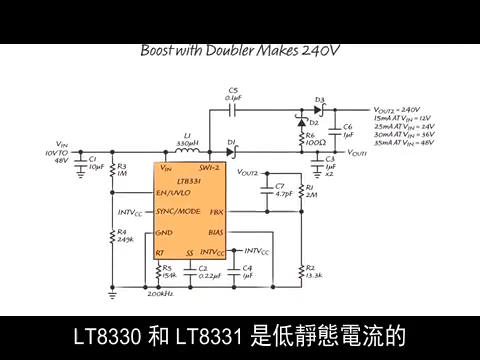 Boost with Doubler Makes 240V
C5
0.1µF
D3
VOUT2 = 240V
15mA AT VIN = 12V
25mA AT VIN = 24V
30mA AT VIN = 36V
35mA AT VIN = 48V
D2
C6
1µF
R6
100Ω
L1
330µH
D1
VIN
10V TO
48V
VOUT1
C1
10µF
R3
1M
C3
1µF
x2
VIN
SW1-2
LT8331
EN/UVLO
VOUT2
C7
4.7pF
R1
2M
INTVCC
SYNC/MODE
FBX
R4
249k
GND
BIAS
INTVCC
INTVCC
RT
SS
R5
154k
C2
0.22µF
C4
1µF
R2
13.3k
200kHz
LT8330 和 LT8331 是低靜態電流的